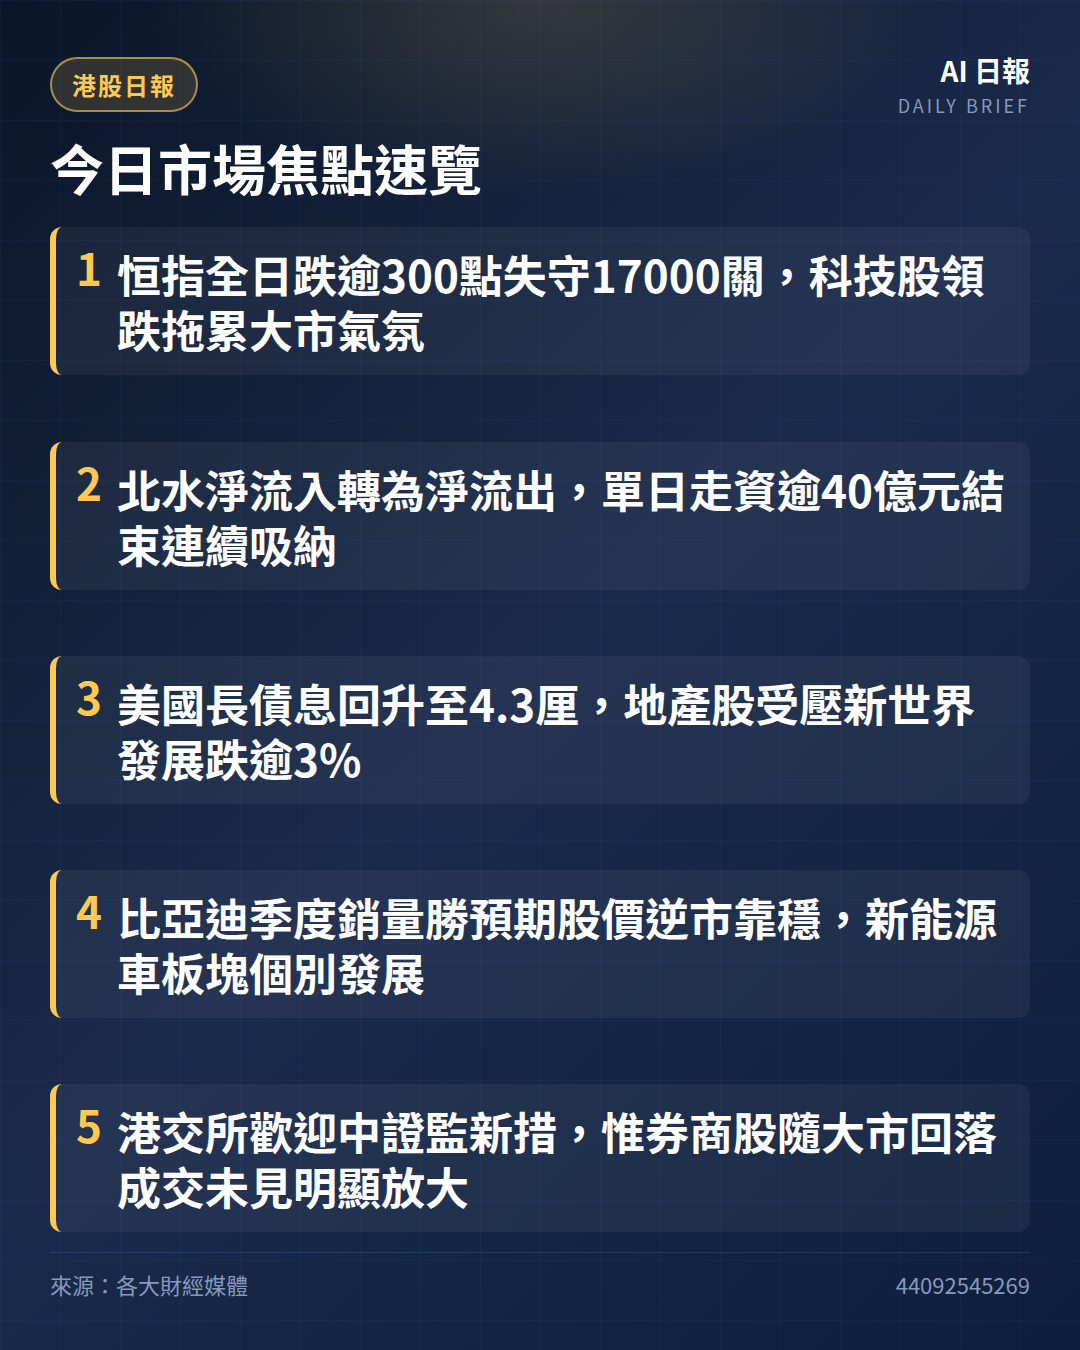 港股日報
AI 日報
DAILY BRIEF
今日市場焦點速覽
1 恒指全日跌逾300點失守17000關，科技股領
跌拖累大市氣氛
2 北水淨流入轉為淨流出，單日走資逾40億元結
束連續吸納
3 美國長債息回升至4.3厘，地產股受壓新世界
發展跌逾3%
4 比亞迪季度銷量勝預期股價逆市靠穩，新能源
車板塊個別發展
5 港交所歡迎中證監新措，惟券商股隨大市回落
成交未見明顯放大
來源：各大財經媒體
44092545269